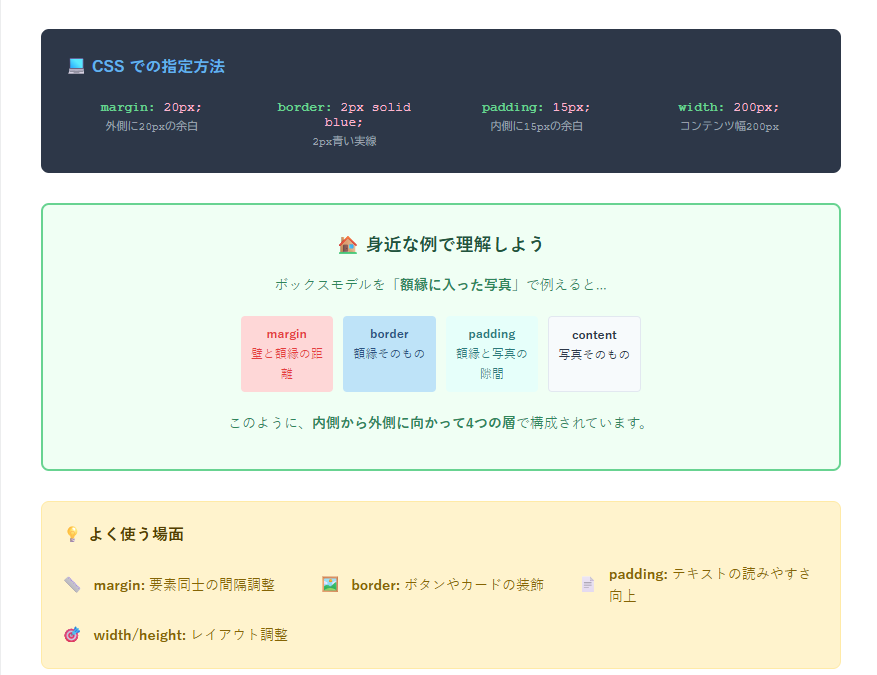 CSS での指定方法
margin: 20px;
外側に20pxの余白
border: 2px solid
blue;
2px青い実線
padding: 15px;
内側に15pxの余白
width: 200px;
コンテンツ幅200px
身近な例で理解しよう
ボックスモデルを「額縁に入った写真」で例えると...
margin
壁と額縁の距
離
border
額縁そのもの
padding
額縁と写真の
隙間
content
写真そのもの
このように、内側から外側に向かって4つの層で構成されています。
よく使う場面
margin: 要素同士の間隔調整
border: ボタンやカードの装飾
padding: テキストの読みやすさ
向上
width/height: レイアウト調整